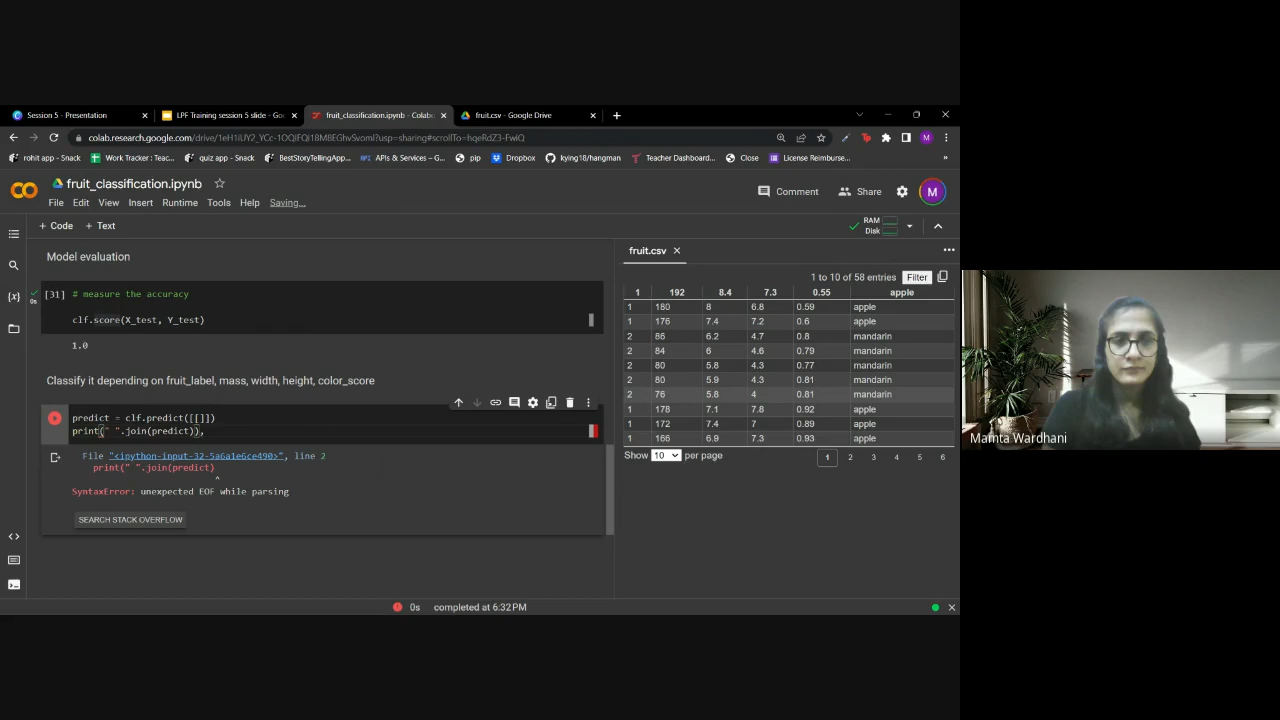 Session 5 - Presentation
LPF Training session 5 slide - Go
fruit_classification.ipynb - Colab
fruit.csv - Google Drive
rohit app - Snack
Work Tracker : Teac...
quiz app - Snack
BestStoryTellingApp...
APIs & Services – G...
pip
Dropbox
kying18/hangman
Teacher Dashboard...
Close
License Reimburse...
fruit_classification.ipynb
M
Comment
Share
M
File Edit View Insert Runtime Tools Help Saving...
+ Code + Text
RAM
Disk
Model evaluation
[31] # measure the accuracy
0s
clf.score(X_test, Y_test)
1.0
Classify it depending on fruit_label, mass, width, height, color_score
predict = clf.predict([[]])
print(" ".join(predict)),
File "<ipython-input-32-5a6a1e6ce490>", line 2
print(" ".join(predict)
^
SyntaxError: unexpected EOF while parsing
SEARCH STACK OVERFLOW
fruit.csv
1 to 10 of 58 entries Filter
1 192 8.4 7.3 0.55 apple
1 180 8 6.8 0.59 apple
1 176 7.4 7.2 0.6 apple
2 86 6.2 4.7 0.8 mandarin
2 84 6 4.6 0.79 mandarin
2 80 5.8 4.3 0.77 mandarin
2 80 5.9 4.3 0.81 mandarin
2 76 5.8 4 0.81 mandarin
1 178 7.1 7.8 0.92 apple
1 172 7.4 7 0.89 apple
1 166 6.9 7.3 0.93 apple
Show 10 per page
1 2 3 4 5 6
0s completed at 6:32 PM
Mamta Wardhani